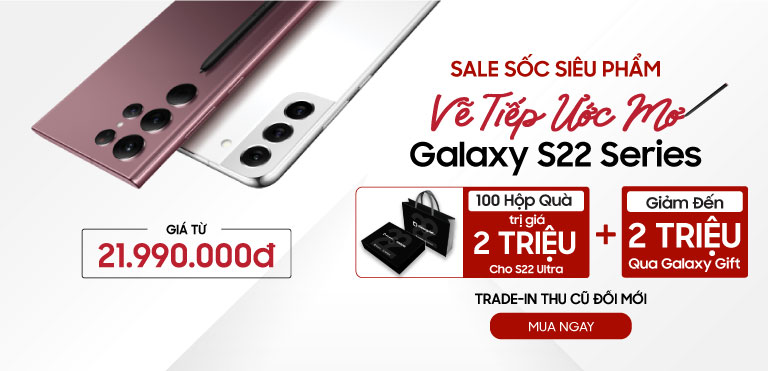 SALE SỐC SIÊU PHẨM
Vẽ Tiếp Ước Mơ
Galaxy S22 Series
GIÁ TỪ
21.990.000đ
100 Hộp Quà
trị giá
2 TRIỆU
Cho S22 Ultra
+
Giảm Đến
2 TRIỆU
Qua Galaxy Gift
TRADE-IN THU CŨ ĐỔI MỚI
MUA NGAY